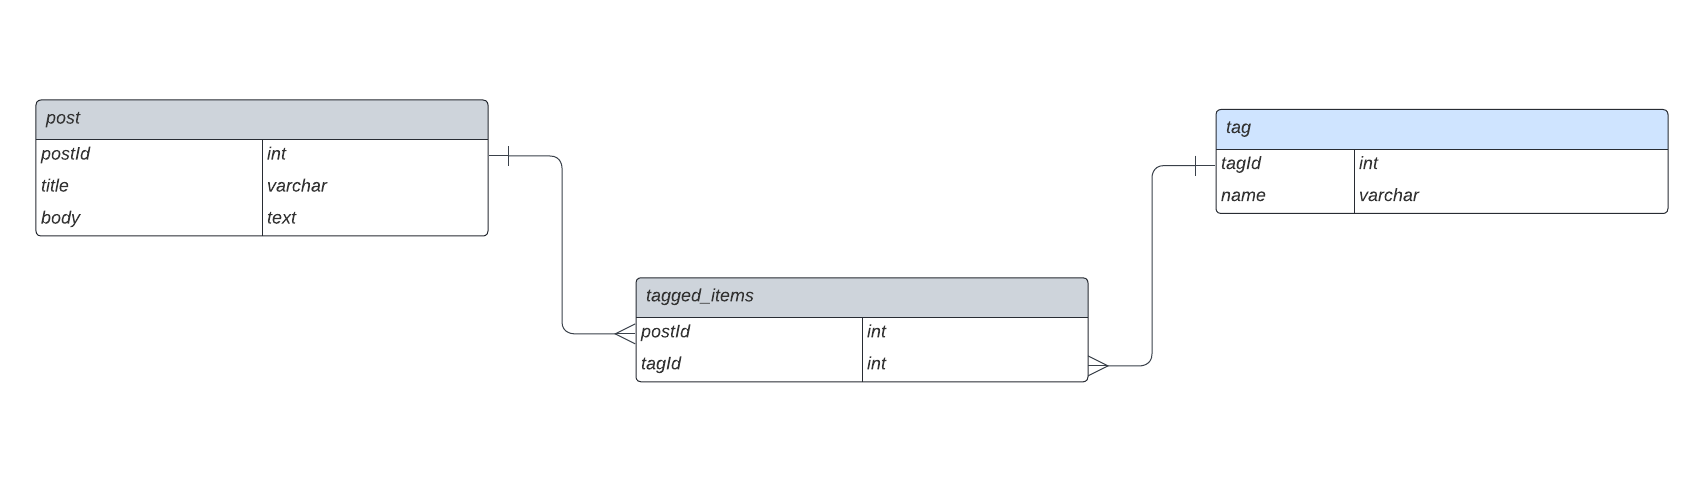 post
postId int
title varchar
body text
tag
tagId int
name varchar
tagged_items
postId int
tagId int